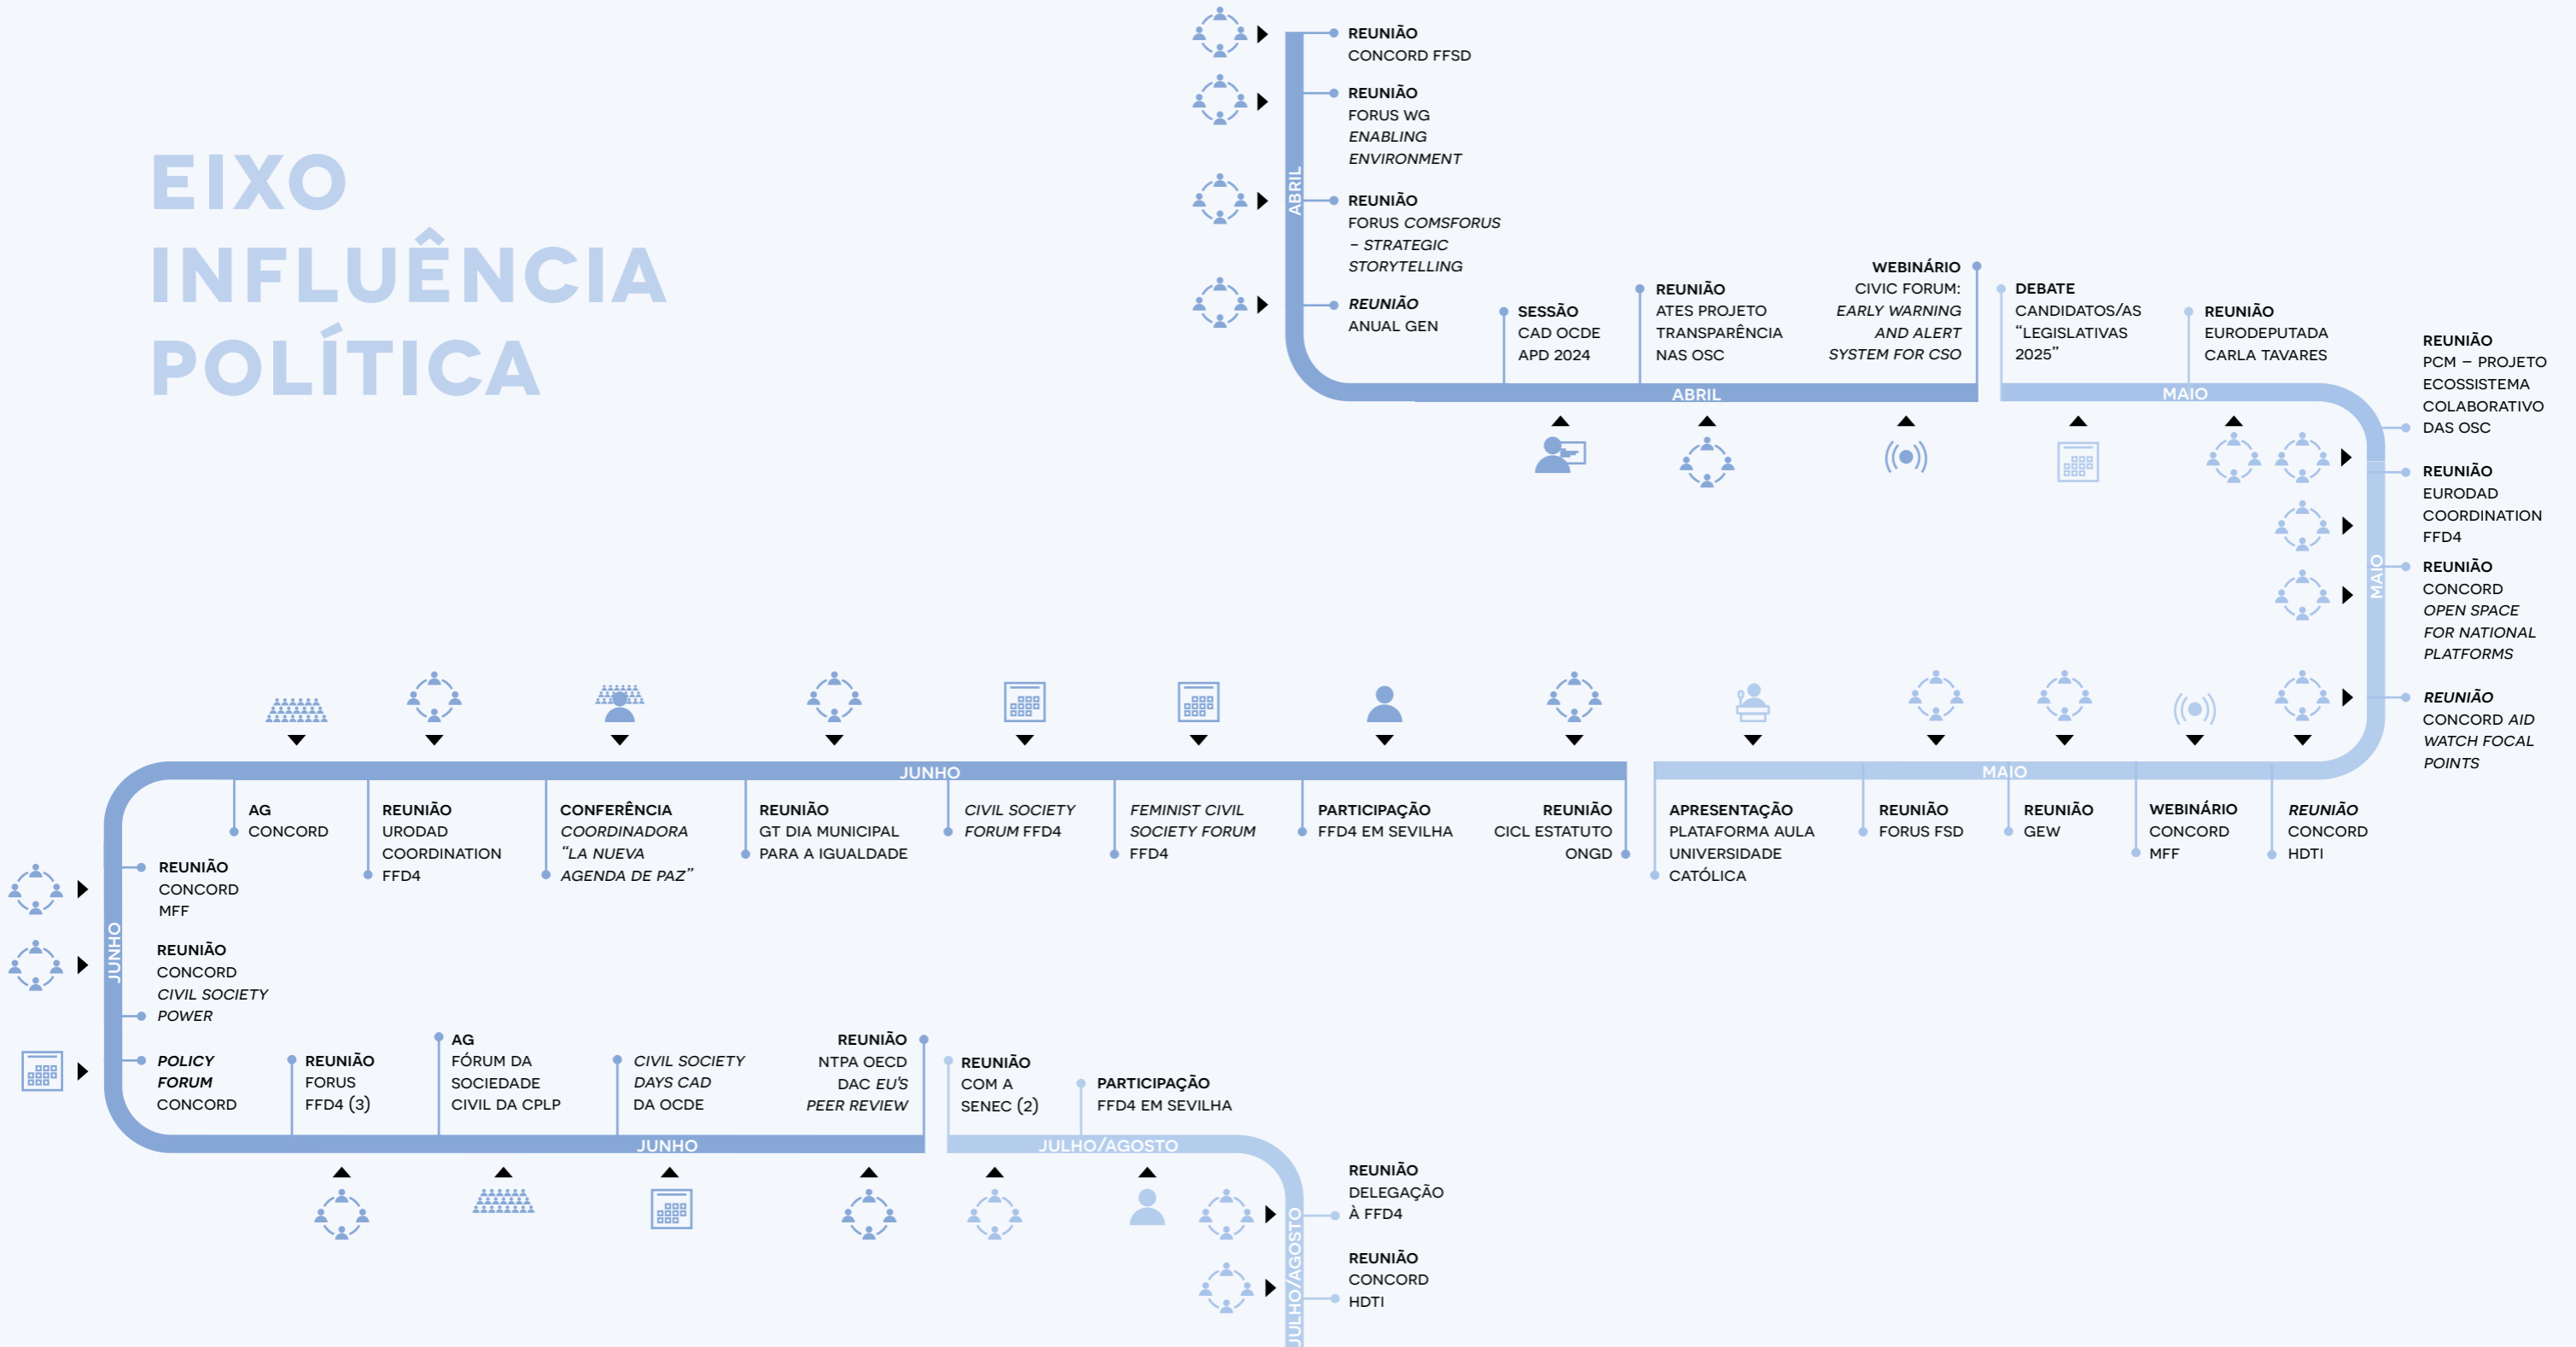 EIXO
INFLUÊNCIA
POLÍTICA
ABRIL
REUNIÃO
CONCORD FFSD
REUNIÃO
FORUS WG
ENABLING
ENVIRONMENT
REUNIÃO
FORUS COMSFORUS
– STRATEGIC
STORYTELLING
REUNIÃO
ANUAL GEN
SESSÃO
CAD OCDE
APD 2024
REUNIÃO
ATES PROJETO
TRANSPARÊNCIA
NAS OSC
WEBINÁRIO
CIVIC FORUM:
EARLY WARNING
AND ALERT
SYSTEM FOR CSO
ABRIL
DEBATE
CANDIDATOS/AS
“LEGISLATIVAS
2025”
REUNIÃO
EURODEPUTADA
CARLA TAVARES
MAIO
REUNIÃO
PCM – PROJETO
ECOSSISTEMA
COLABORATIVO
DAS OSC
REUNIÃO
EURODAD
COORDINATION
FFD4
MAIO
REUNIÃO
CONCORD
OPEN SPACE
FOR NATIONAL
PLATFORMS
REUNIÃO
CONCORD AID
WATCH FOCAL
POINTS
MAIO
REUNIÃO
CONCORD
HDTI
WEBINÁRIO
CONCORD
MFF
REUNIÃO
GEW
REUNIÃO
FORUS FSD
APRESENTAÇÃO
PLATAFORMA AULA
UNIVERSIDADE
CATÓLICA
JUNHO
REUNIÃO
CICL ESTATUTO
ONGD
PARTICIPAÇÃO
FFD4 EM SEVILHA
FEMINIST CIVIL
SOCIETY FORUM
FFD4
CIVIL SOCIETY
FORUM FFD4
REUNIÃO
GT DIA MUNICIPAL
PARA A IGUALDADE
CONFERÊNCIA
COORDINADORA
“LA NUEVA
AGENDA DE PAZ”
REUNIÃO
URODAD
COORDINATION
FFD4
AG
CONCORD
JUNHO
REUNIÃO
CONCORD
MFF
REUNIÃO
CONCORD
CIVIL SOCIETY
POWER
POLICY
FORUM
CONCORD
REUNIÃO
FORUS
FFD4 (3)
AG
FÓRUM DA
SOCIEDADE
CIVIL DA CPLP
CIVIL SOCIETY
DAYS CAD
DA OCDE
REUNIÃO
NTPA OECD
DAC EU'S
PEER REVIEW
JUNHO
REUNIÃO
COM A
SENEC (2)
PARTICIPAÇÃO
FFD4 EM SEVILHA
JULHO/AGOSTO
REUNIÃO
DELEGAÇÃO
À FFD4
REUNIÃO
CONCORD
HDTI
JULHO/AGOSTO